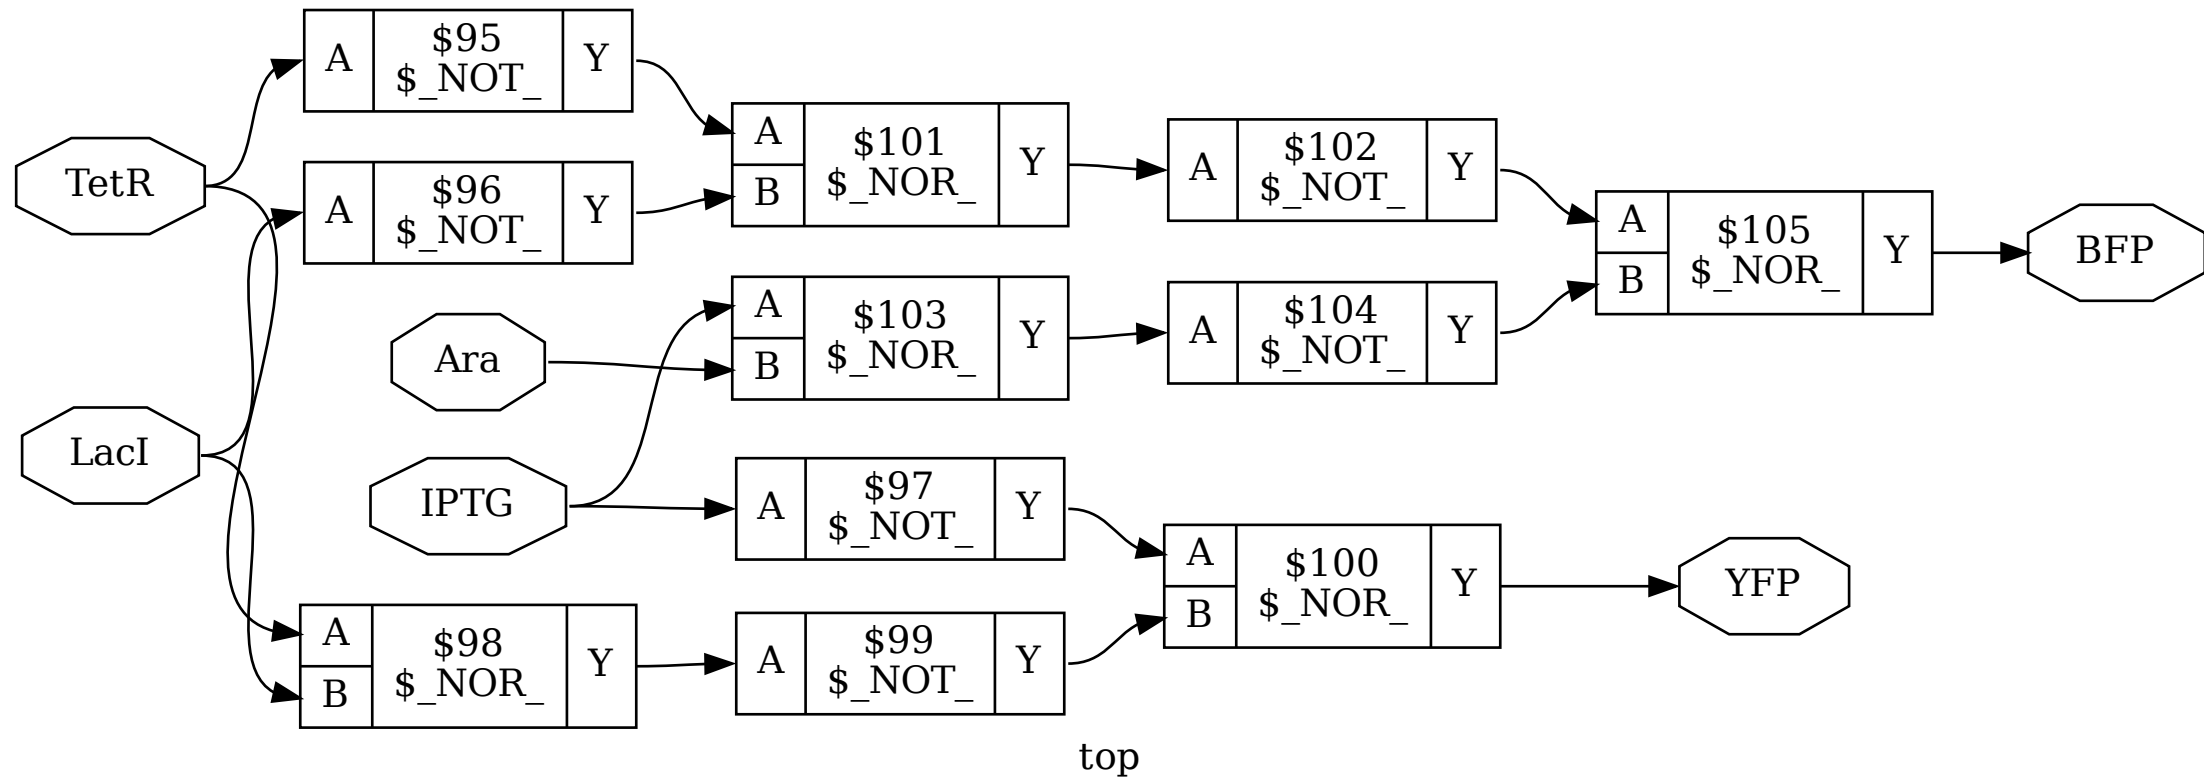 TetR
LacI
A
$95
$_NOT_
Y
A
$96
$_NOT_
Y
Ara
IPTG
A
B
$98
$_NOR_
Y
A
B
$101
$_NOR_
Y
A
B
$103
$_NOR_
Y
A
$97
$_NOT_
Y
A
$99
$_NOT_
Y
A
$102
$_NOT_
Y
A
$104
$_NOT_
Y
A
B
$100
$_NOR_
Y
A
B
$105
$_NOR_
Y
BFP
YFP
top